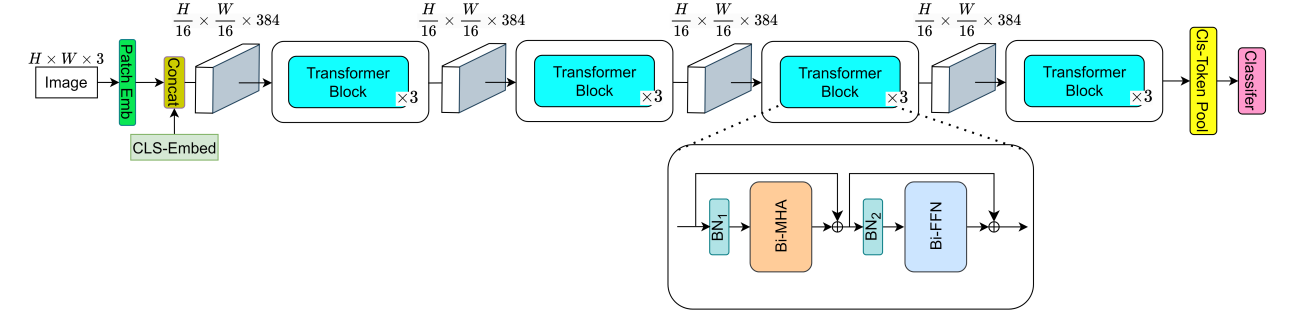 H × W × 3
Image
Patch Emb
Concat
CLS-Embed
H/16 × W/16 × 384
Transformer
Block
×3
H/16 × W/16 × 384
Transformer
Block
×3
H/16 × W/16 × 384
Transformer
Block
×3
H/16 × W/16 × 384
Transformer
Block
×3
Cls-Token Pool
Classifer
BN1
Bi-MHA
BN2
Bi-FFN